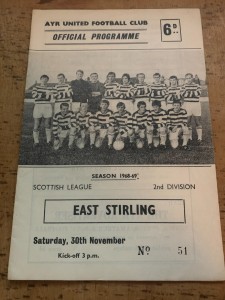 AYR UNITED FOOTBALL CLUB
OFFICIAL PROGRAMME
6D
SEASON 1968-69
SCOTTISH LEAGUE 2nd DIVISION
EAST STIRLING
Saturday, 30th November
Kick-off 3 p.m.
No 51